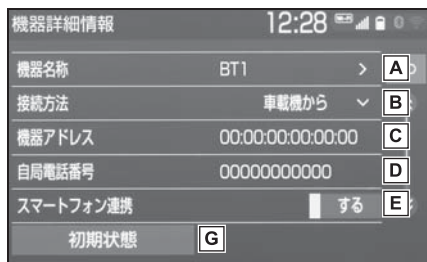 機器詳細情報 12:28 0
機器名称 BT1 > A
接続方法 車載機から B
機器アドレス 00:00:00:00:00:00 C
自局電話番号 00000000000 D
スマートフォン連携 する E
初期状態 G